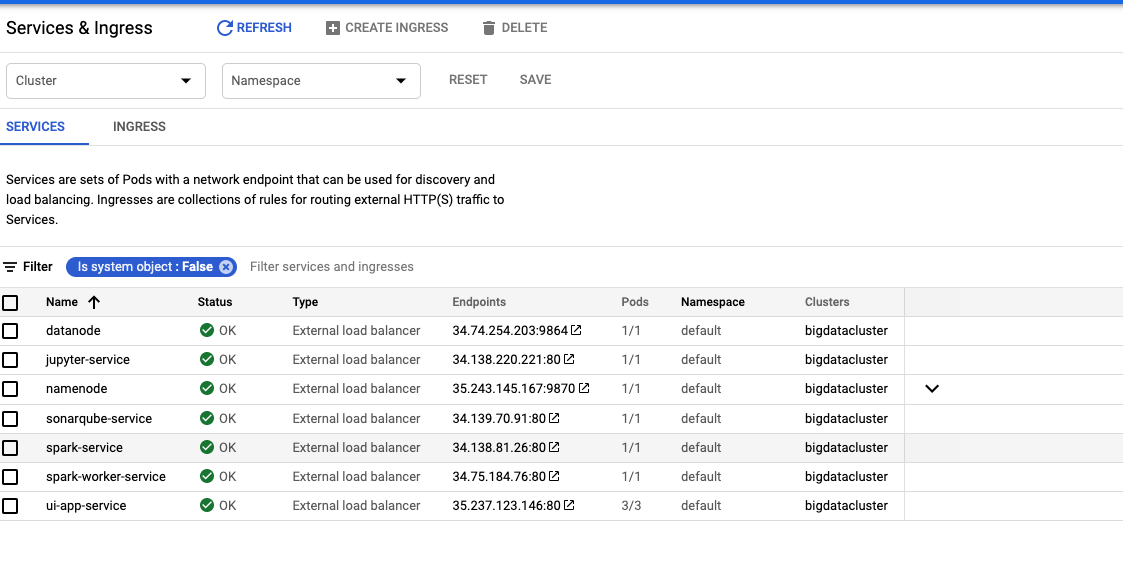 Services & Ingress REFRESH CREATE INGRESS DELETE
Cluster Namespace RESET SAVE
SERVICES INGRESS
Services are sets of Pods with a network endpoint that can be used for discovery and
load balancing. Ingresses are collections of rules for routing external HTTP(S) traffic to
Services.
Filter Is system object : False Filter services and ingresses
Name Status Type Endpoints Pods Namespace Clusters
datanode OK External load balancer 34.74.254.203:9864 1/1 default bigdatacluster
jupyter-service OK External load balancer 34.138.220.221:80 1/1 default bigdatacluster
namenode OK External load balancer 35.243.145.167:9870 1/1 default bigdatacluster
sonarqube-service OK External load balancer 34.139.70.91:80 1/1 default bigdatacluster
spark-service OK External load balancer 34.138.81.26:80 1/1 default bigdatacluster
spark-worker-service OK External load balancer 34.75.184.76:80 1/1 default bigdatacluster
ui-app-service OK External load balancer 35.237.123.146:80 3/3 default bigdatacluster